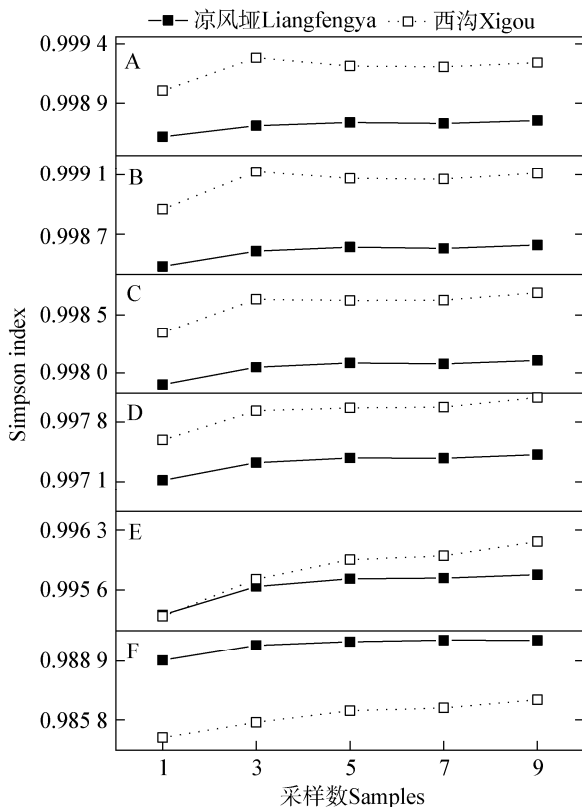 凉风垭Liangfengya 西沟Xigou
A
0.999 4
0.998 9
B
0.999 1
0.998 7
C
0.998 5
0.998 0
D
0.997 8
0.997 1
E
0.996 3
0.995 6
F
0.988 9
0.985 8
Simpson index
1 3 5 7 9
采样数Samples